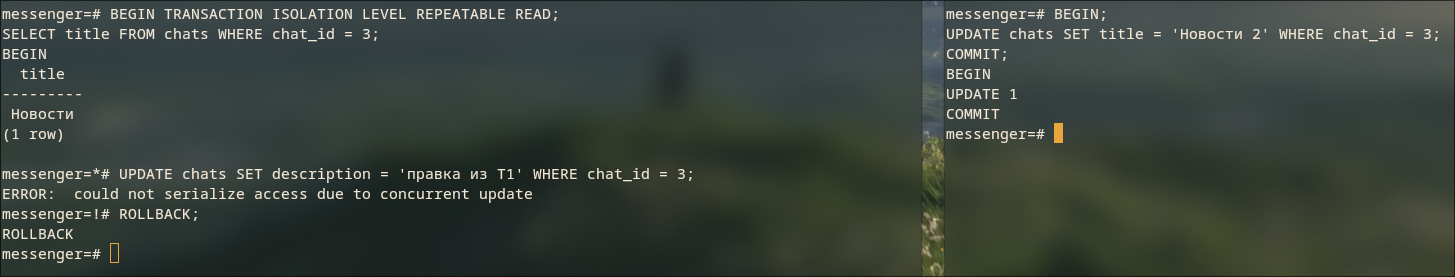 messenger=# BEGIN TRANSACTION ISOLATION LEVEL REPEATABLE READ;
SELECT title FROM chats WHERE chat_id = 3;
BEGIN
  title
---------
 Новости
(1 row)

messenger=*# UPDATE chats SET description = 'правка из T1' WHERE chat_id = 3;
ERROR:  could not serialize access due to concurrent update
messenger=!# ROLLBACK;
ROLLBACK
messenger=#
messenger=# BEGIN;
UPDATE chats SET title = 'Новости 2' WHERE chat_id = 3;
COMMIT;
BEGIN
UPDATE 1
COMMIT
messenger=#